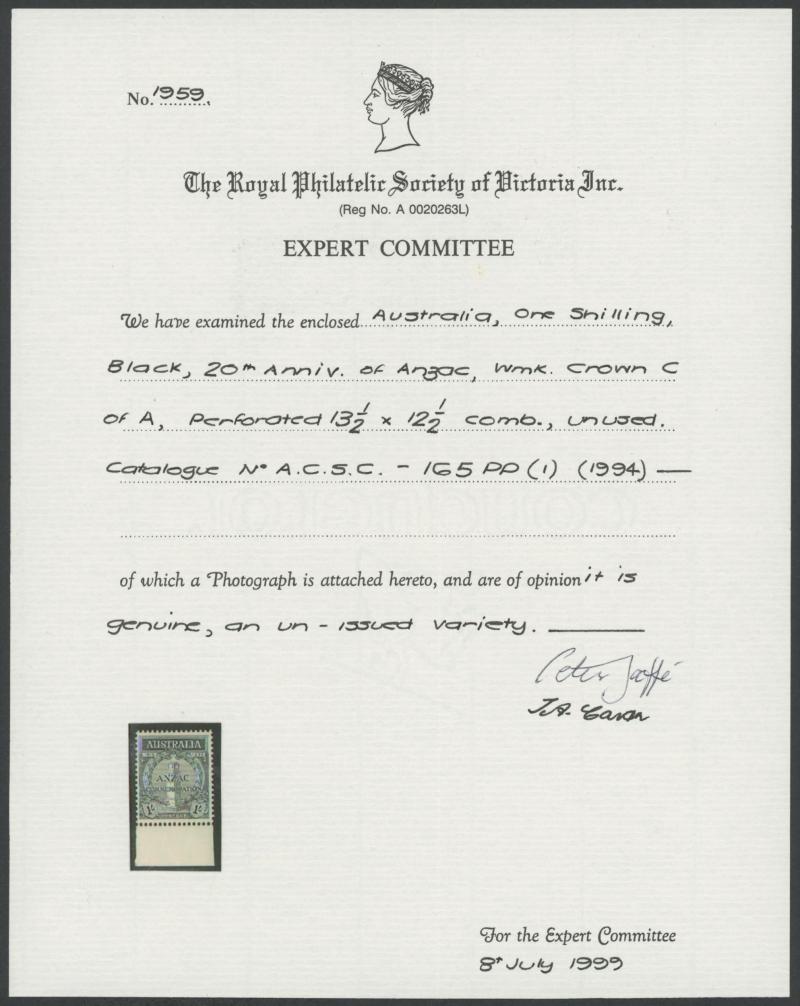 No. 1959.
The Royal Philatelic Society of Victoria Inc.
(Reg No. A 0020263L)
EXPERT COMMITTEE
We have examined the enclosed Australia, One Shilling,
Black, 20th Anniv. of Anzac, Wmk. Crown C
of A, Perforated 13½ x 12½ comb., unused.
Catalogue No A.C.S.C. - 165 PP (1) (1994) —
of which a Photograph is attached hereto, and are of opinion it is
genuine, an un-issued variety. —
Peter Jaffé
AUSTRALIA
ANZAC
COMMEMORATION
1/- 1/-
For the Expert Committee
8th July 1999